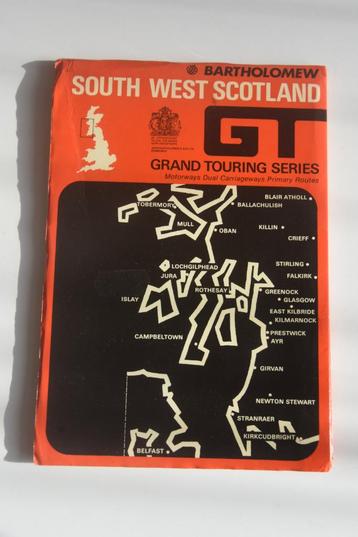 BARTHOLOMEW
SOUTH WEST SCOTLAND
GT
GRAND TOURING SERIES
Motorways Dual Carriageways Primary Routes
BLAIR ATHOLL
TOBERMORY
BALLACHULISH
MULL
OBAN
KILLIN
CRIEFF
LOCHGILPHEAD
STIRLING
JURA
FALKIRK
ROTHESAY
GREENOCK
ISLAY
GLASGOW
EAST KILBRIDE
KILMARNOCK
CAMPBELTOWN
PRESTWICK
AYR
GIRVAN
NEWTON STEWART
STRANRAER
KIRKCUDBRIGHT
BELFAST